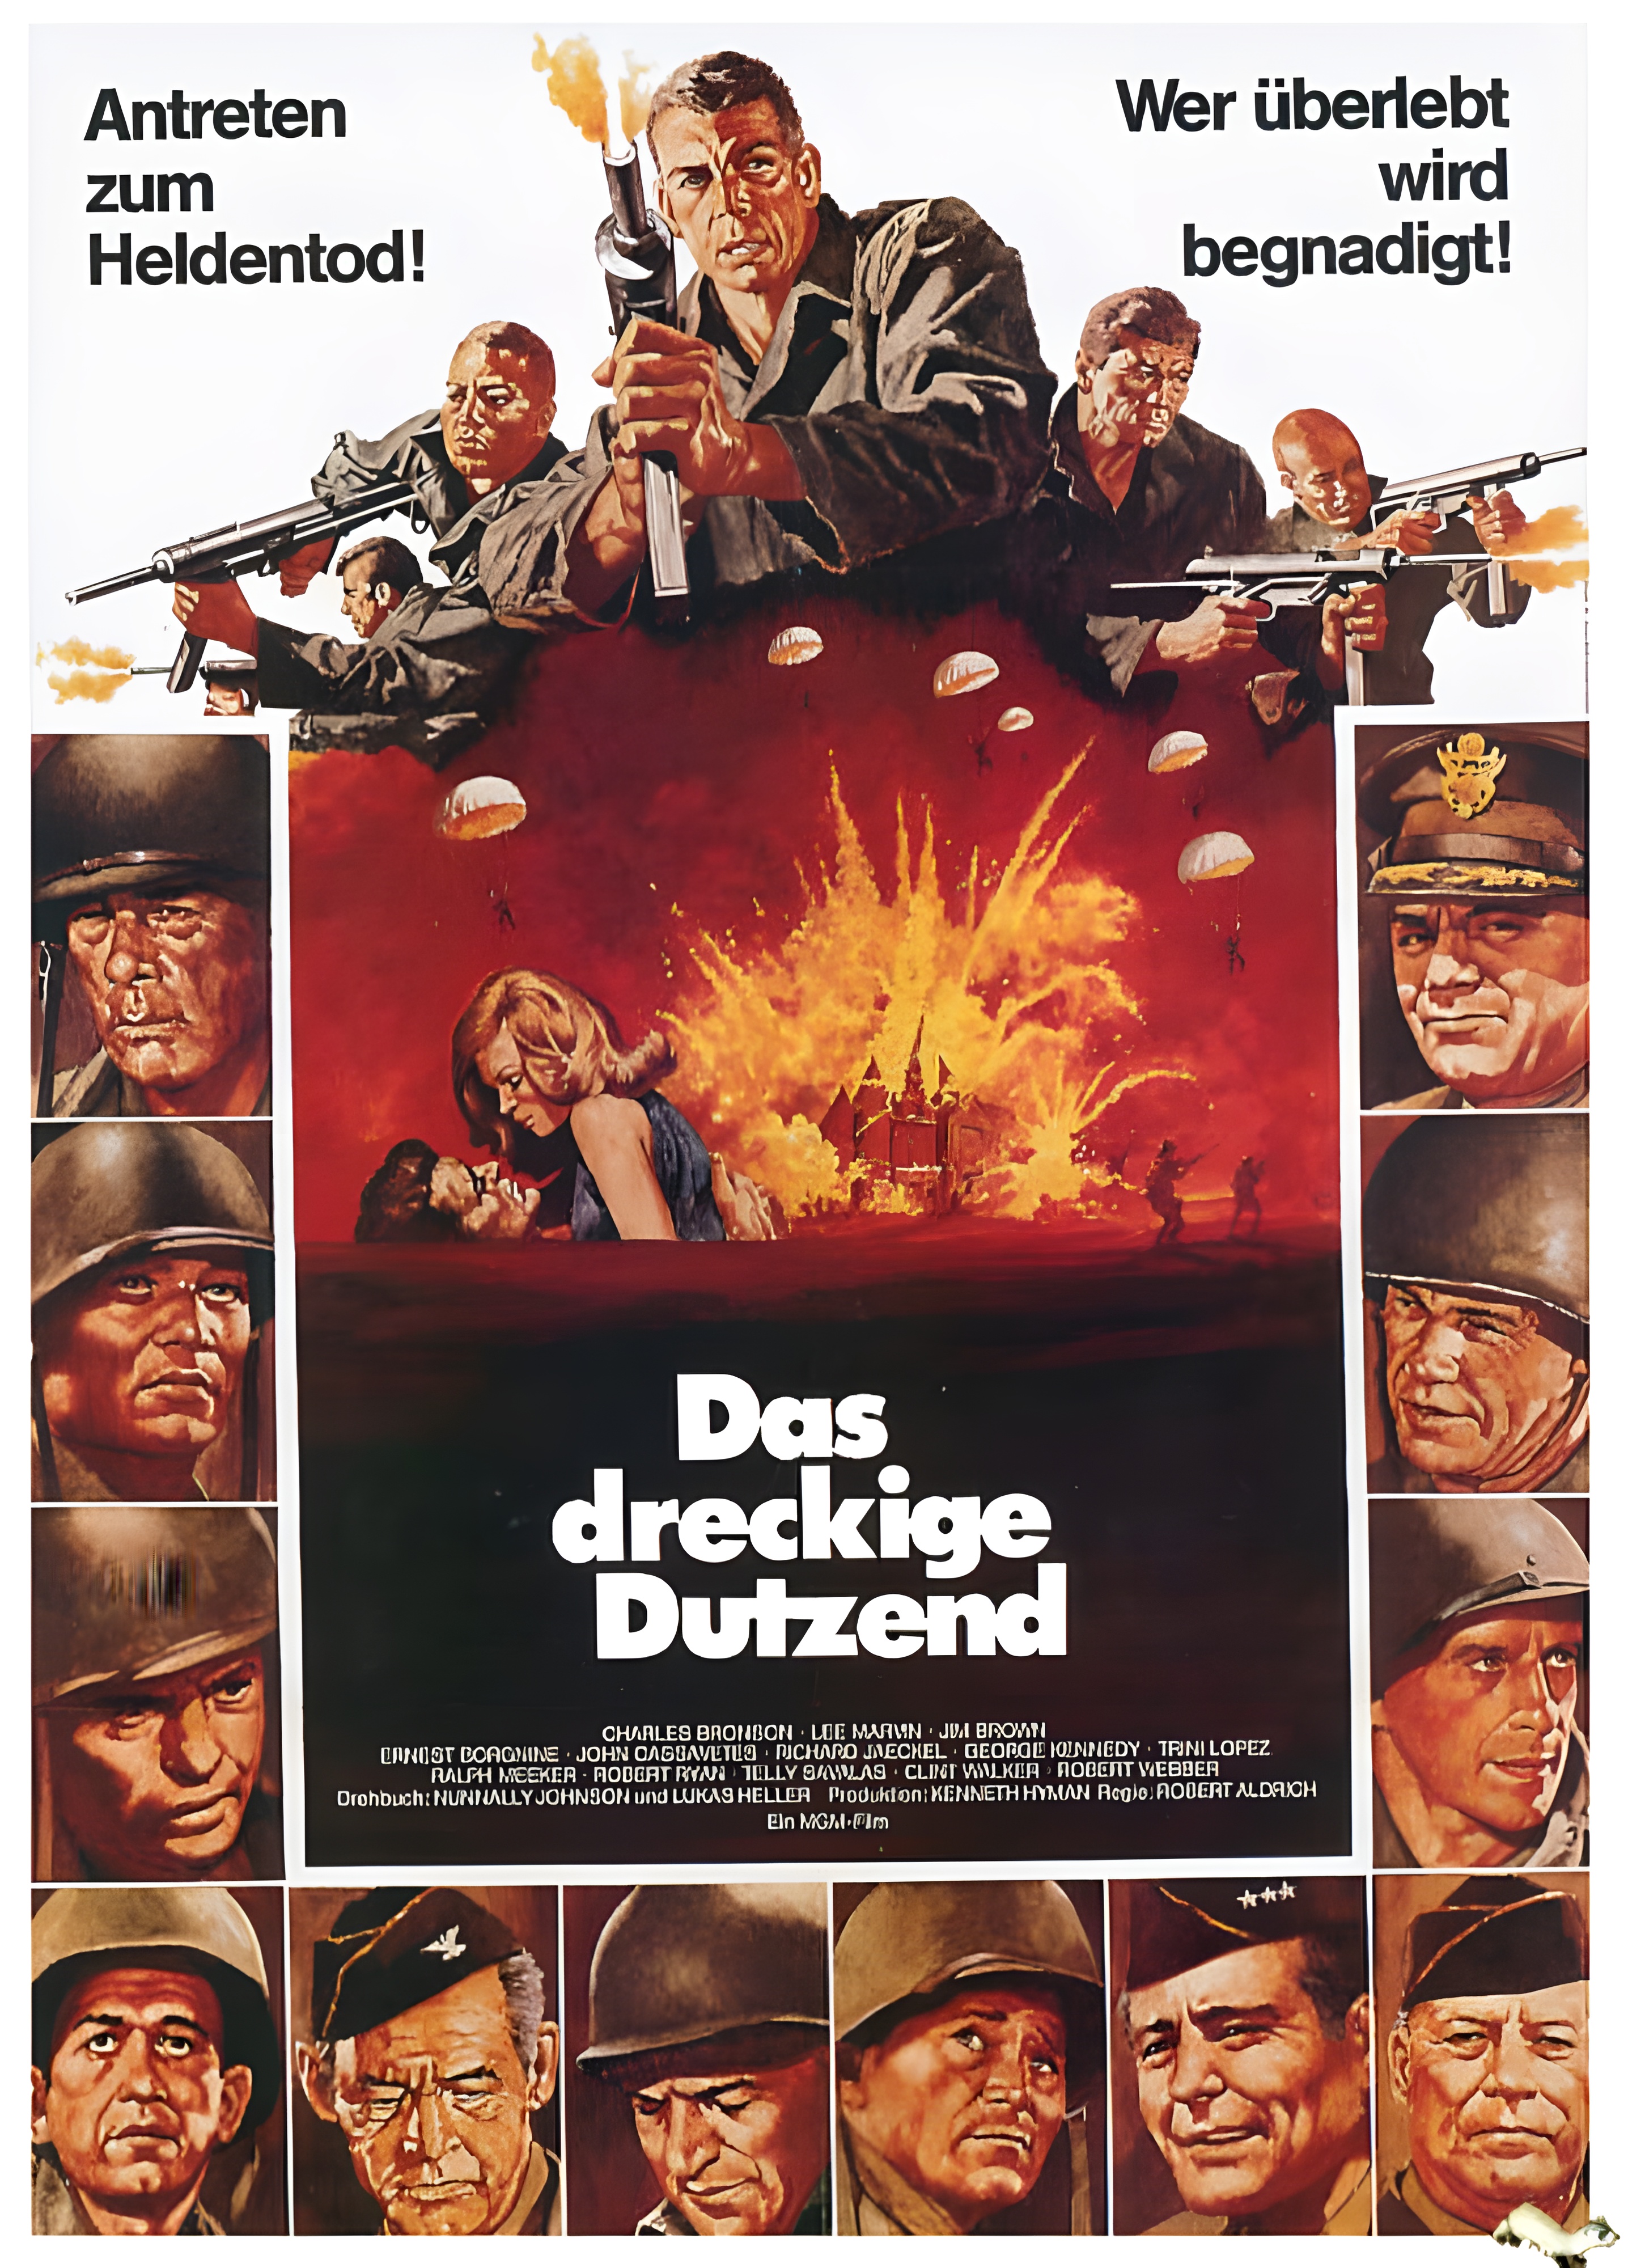 Antreten
zum
Heldentod!
Wer überlebt
wird
begnadigt!
Das
dreckige
Dutzend
CHARLES BRONSON · LEE MARVIN · JIM BROWN
ERNEST BORGNINE · JOHN CASSAVETES · RICHARD JAECKEL · GEORGE KENNEDY · TRINI LOPEZ
RALPH MEEKER · ROBERT RYAN · TELLY SAVALAS · CLINT WALKER · ROBERT WEBBER
Drehbuch: NUNNALLY JOHNSON und LUKAS HELLER Produktion: KENNETH HYMAN Regie: ROBERT ALDRICH
Ein MGM-Film